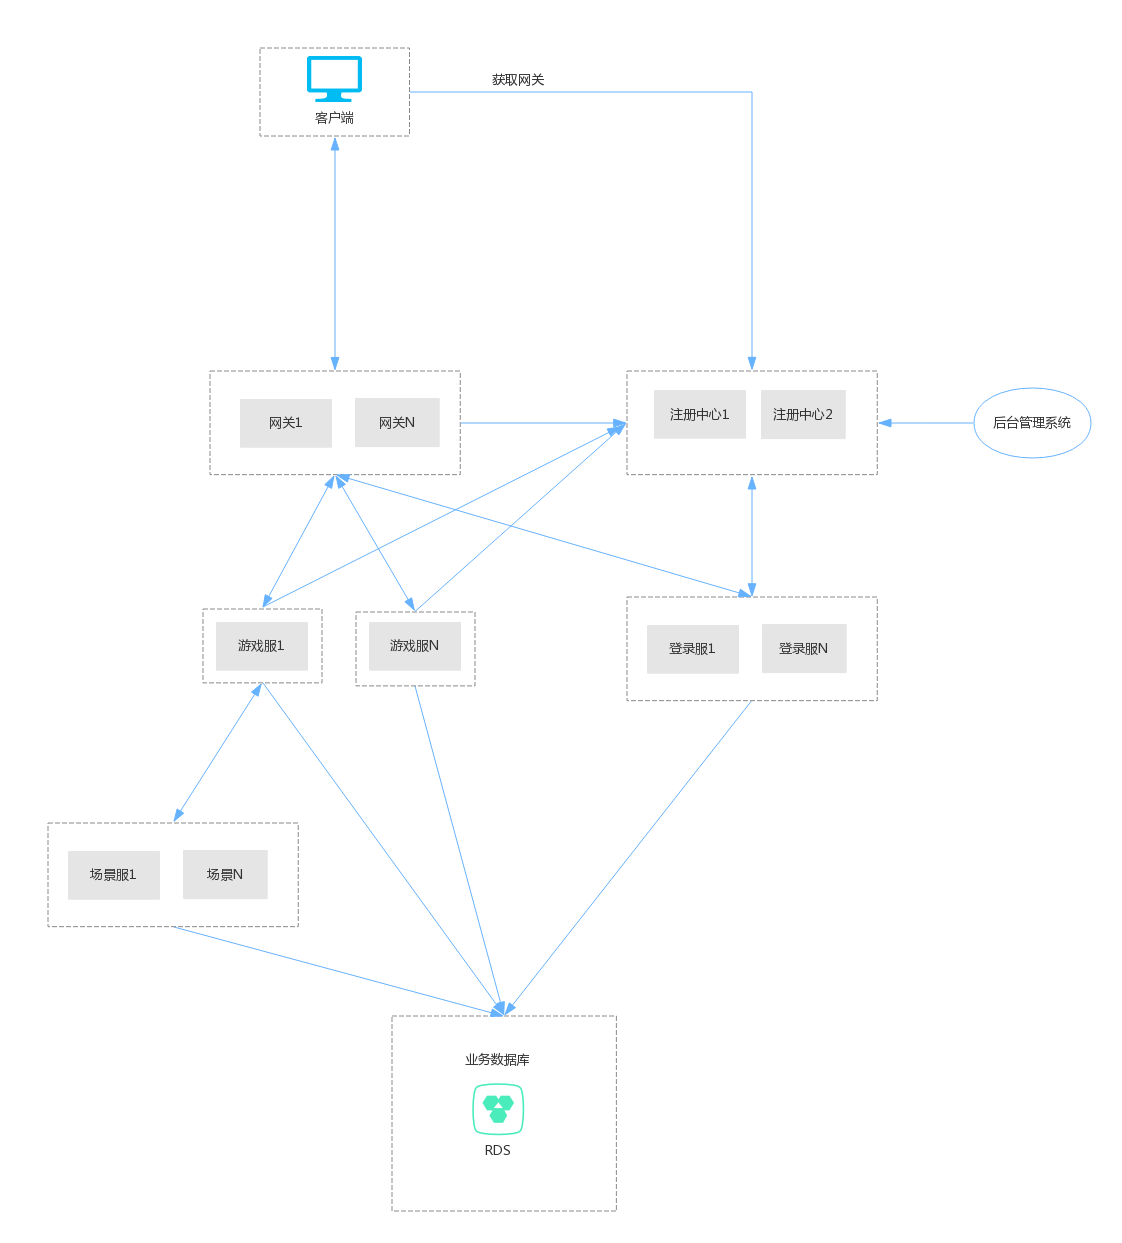 获取网关
客户端
网关1
网关N
注册中心1
注册中心2
后台管理系统
游戏服1
游戏服N
登录服1
登录服N
场景服1
场景N
业务数据库
RDS